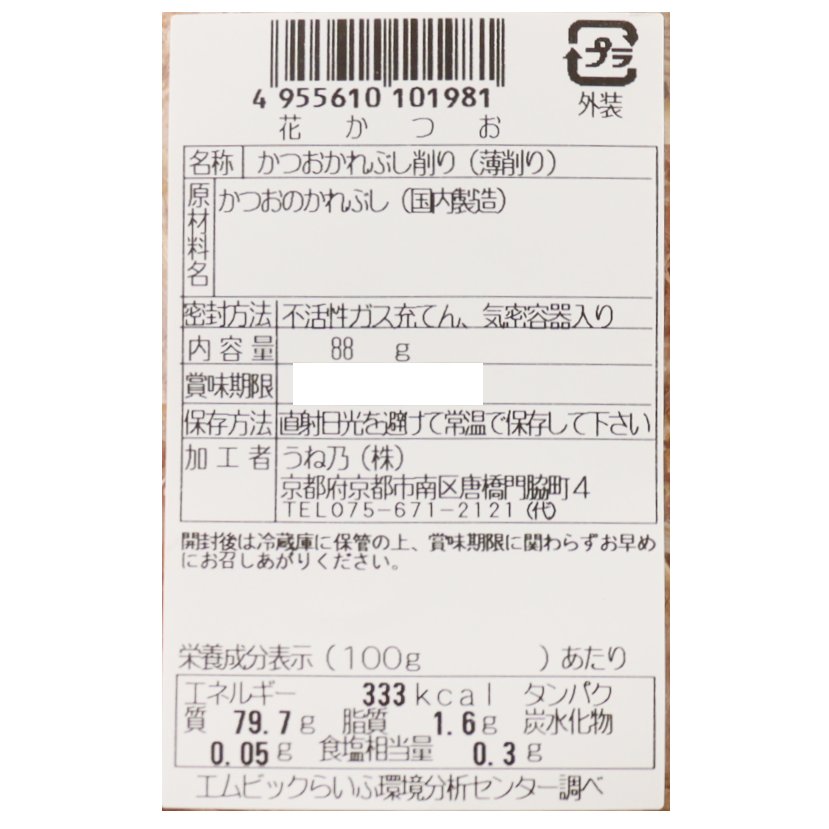 プラ
外装
4 955610 101981
花かつお
名称 かつおかれぶし削り(薄削り)
原材料名 かつおのかれぶし(国内製造)
密封方法 不活性ガス充てん、気密容器入り
内容量 88 g
賞味期限
保存方法 直射日光を避けて常温で保存して下さい
加工者 うね乃(株)
京都府京都市南区唐橋門脇町4
TEL075-671-2121(代)
開封後は冷蔵庫に保管の上、賞味期限に関わらずお早め
にお召しあがりください。
栄養成分表示(100g )あたり
エネルギー 333kcal タンパク
質 79.7g 脂質 1.6g 炭水化物
0.05g 食塩相当量 0.3g
エムビックらいふ環境分析センター調べ